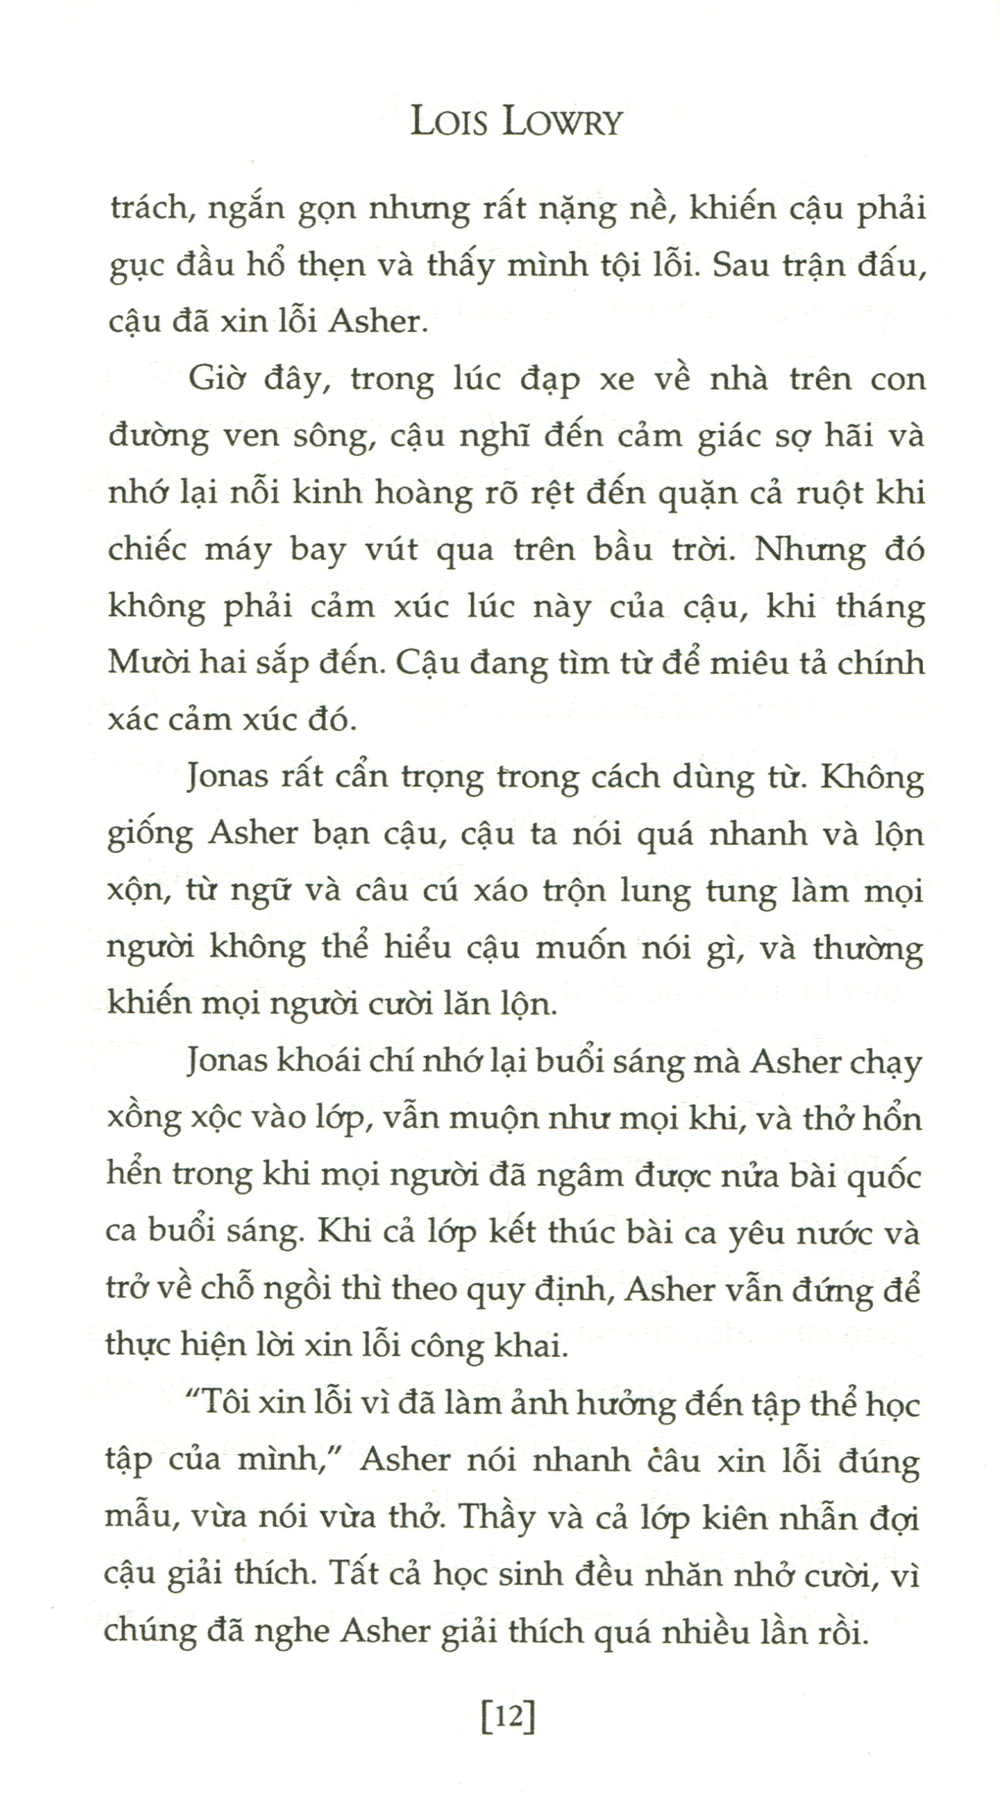 LOIS LOWRY
trách, ngắn gọn nhưng rất nặng nề, khiến cậu phải
gục đầu hổ thẹn và thấy mình tội lỗi. Sau trận đấu,
cậu đã xin lỗi Asher.
Giờ đây, trong lúc đạp xe về nhà trên con
đường ven sông, cậu nghĩ đến cảm giác sợ hãi và
nhớ lại nỗi kinh hoàng rõ rệt đến quặn cả ruột khi
chiếc máy bay vút qua trên bầu trời. Nhưng đó
không phải cảm xúc lúc này của cậu, khi tháng
Mười hai sắp đến. Cậu đang tìm từ để miêu tả chính
xác cảm xúc đó.
Jonas rất cẩn trọng trong cách dùng từ. Không
giống Asher bạn cậu, cậu ta nói quá nhanh và lộn
xộn, từ ngữ và câu cú xáo trộn lung tung làm mọi
người không thể hiểu cậu muốn nói gì, và thường
khiến mọi người cười lăn lộn.
Jonas khoái chí nhớ lại buổi sáng mà Asher chạy
xồng xộc vào lớp, vẫn muộn như mọi khi, và thở hổn
hển trong khi mọi người đã ngâm được nửa bài quốc
ca buổi sáng. Khi cả lớp kết thúc bài ca yêu nước và
trở về chỗ ngồi thì theo quy định, Asher vẫn đứng để
thực hiện lời xin lỗi công khai.
“Tôi xin lỗi vì đã làm ảnh hưởng đến tập thể học
tập của mình,” Asher nói nhanh câu xin lỗi đúng
mẫu, vừa nói vừa thở. Thầy và cả lớp kiên nhẫn đợi
cậu giải thích. Tất cả học sinh đều nhăn nhở cười, vì
chúng đã nghe Asher giải thích quá nhiều lần rồi.
[12]